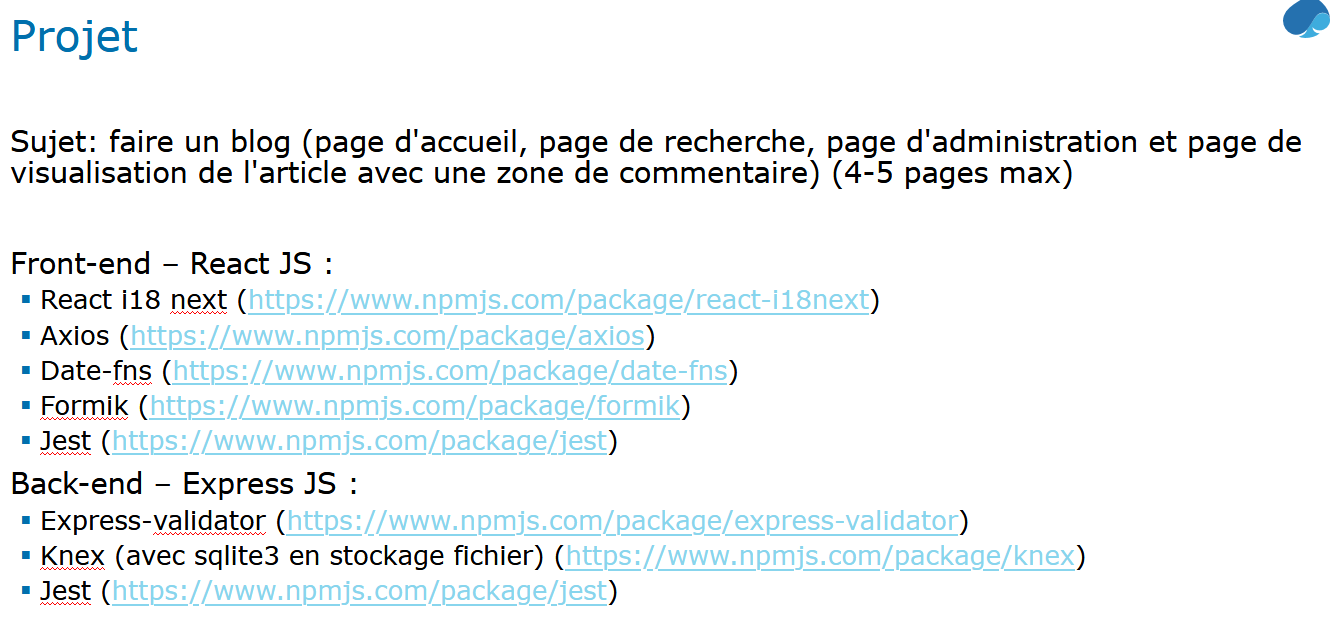 Projet
Sujet: faire un blog (page d'accueil, page de recherche, page d'administration et page de
visualisation de l'article avec une zone de commentaire) (4-5 pages max)
Front-end – React JS :
▪ React i18 next (https://www.npmjs.com/package/react-i18next)
▪ Axios (https://www.npmjs.com/package/axios)
▪ Date-fns (https://www.npmjs.com/package/date-fns)
▪ Formik (https://www.npmjs.com/package/formik)
▪ Jest (https://www.npmjs.com/package/jest)
Back-end – Express JS :
▪ Express-validator (https://www.npmjs.com/package/express-validator)
▪ Knex (avec sqlite3 en stockage fichier) (https://www.npmjs.com/package/knex)
▪ Jest (https://www.npmjs.com/package/jest)